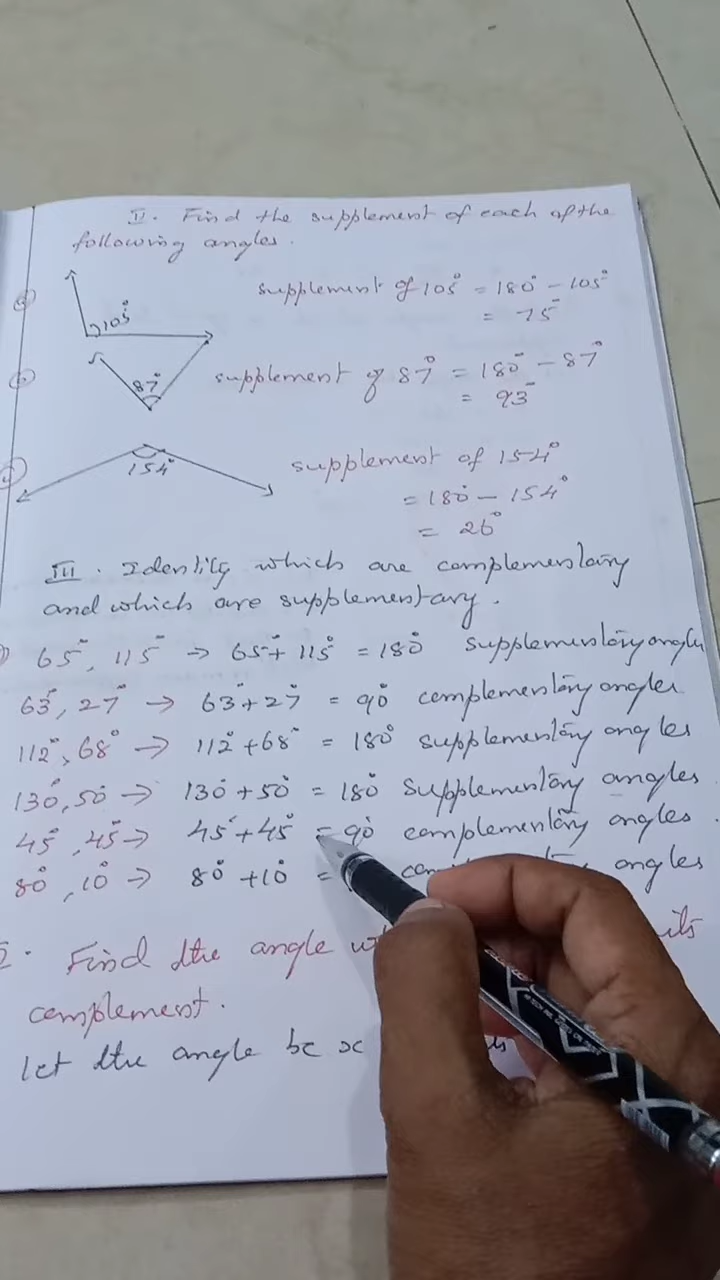 II. Find the supplement of each of the
following angles.
105°
supplement of 105° = 180° - 105°
= 75°
87°
supplement of 87° = 180° - 87°
= 93°
154°
supplement of 154°
= 180° - 154°
= 26°
III. Identify which are complementary
and which are supplementary.
65°, 115° → 65° + 115° = 180° supplementary angles
63°, 27° → 63° + 27° = 90° complementary angles
112°, 68° → 112° + 68° = 180° supplementary angles
130°, 50° → 130° + 50° = 180° supplementary angles
45°, 45° → 45° + 45° = 90° complementary angles
80°, 10° → 80° + 10° = angles
Find the angle its
complement.
let the angle be x